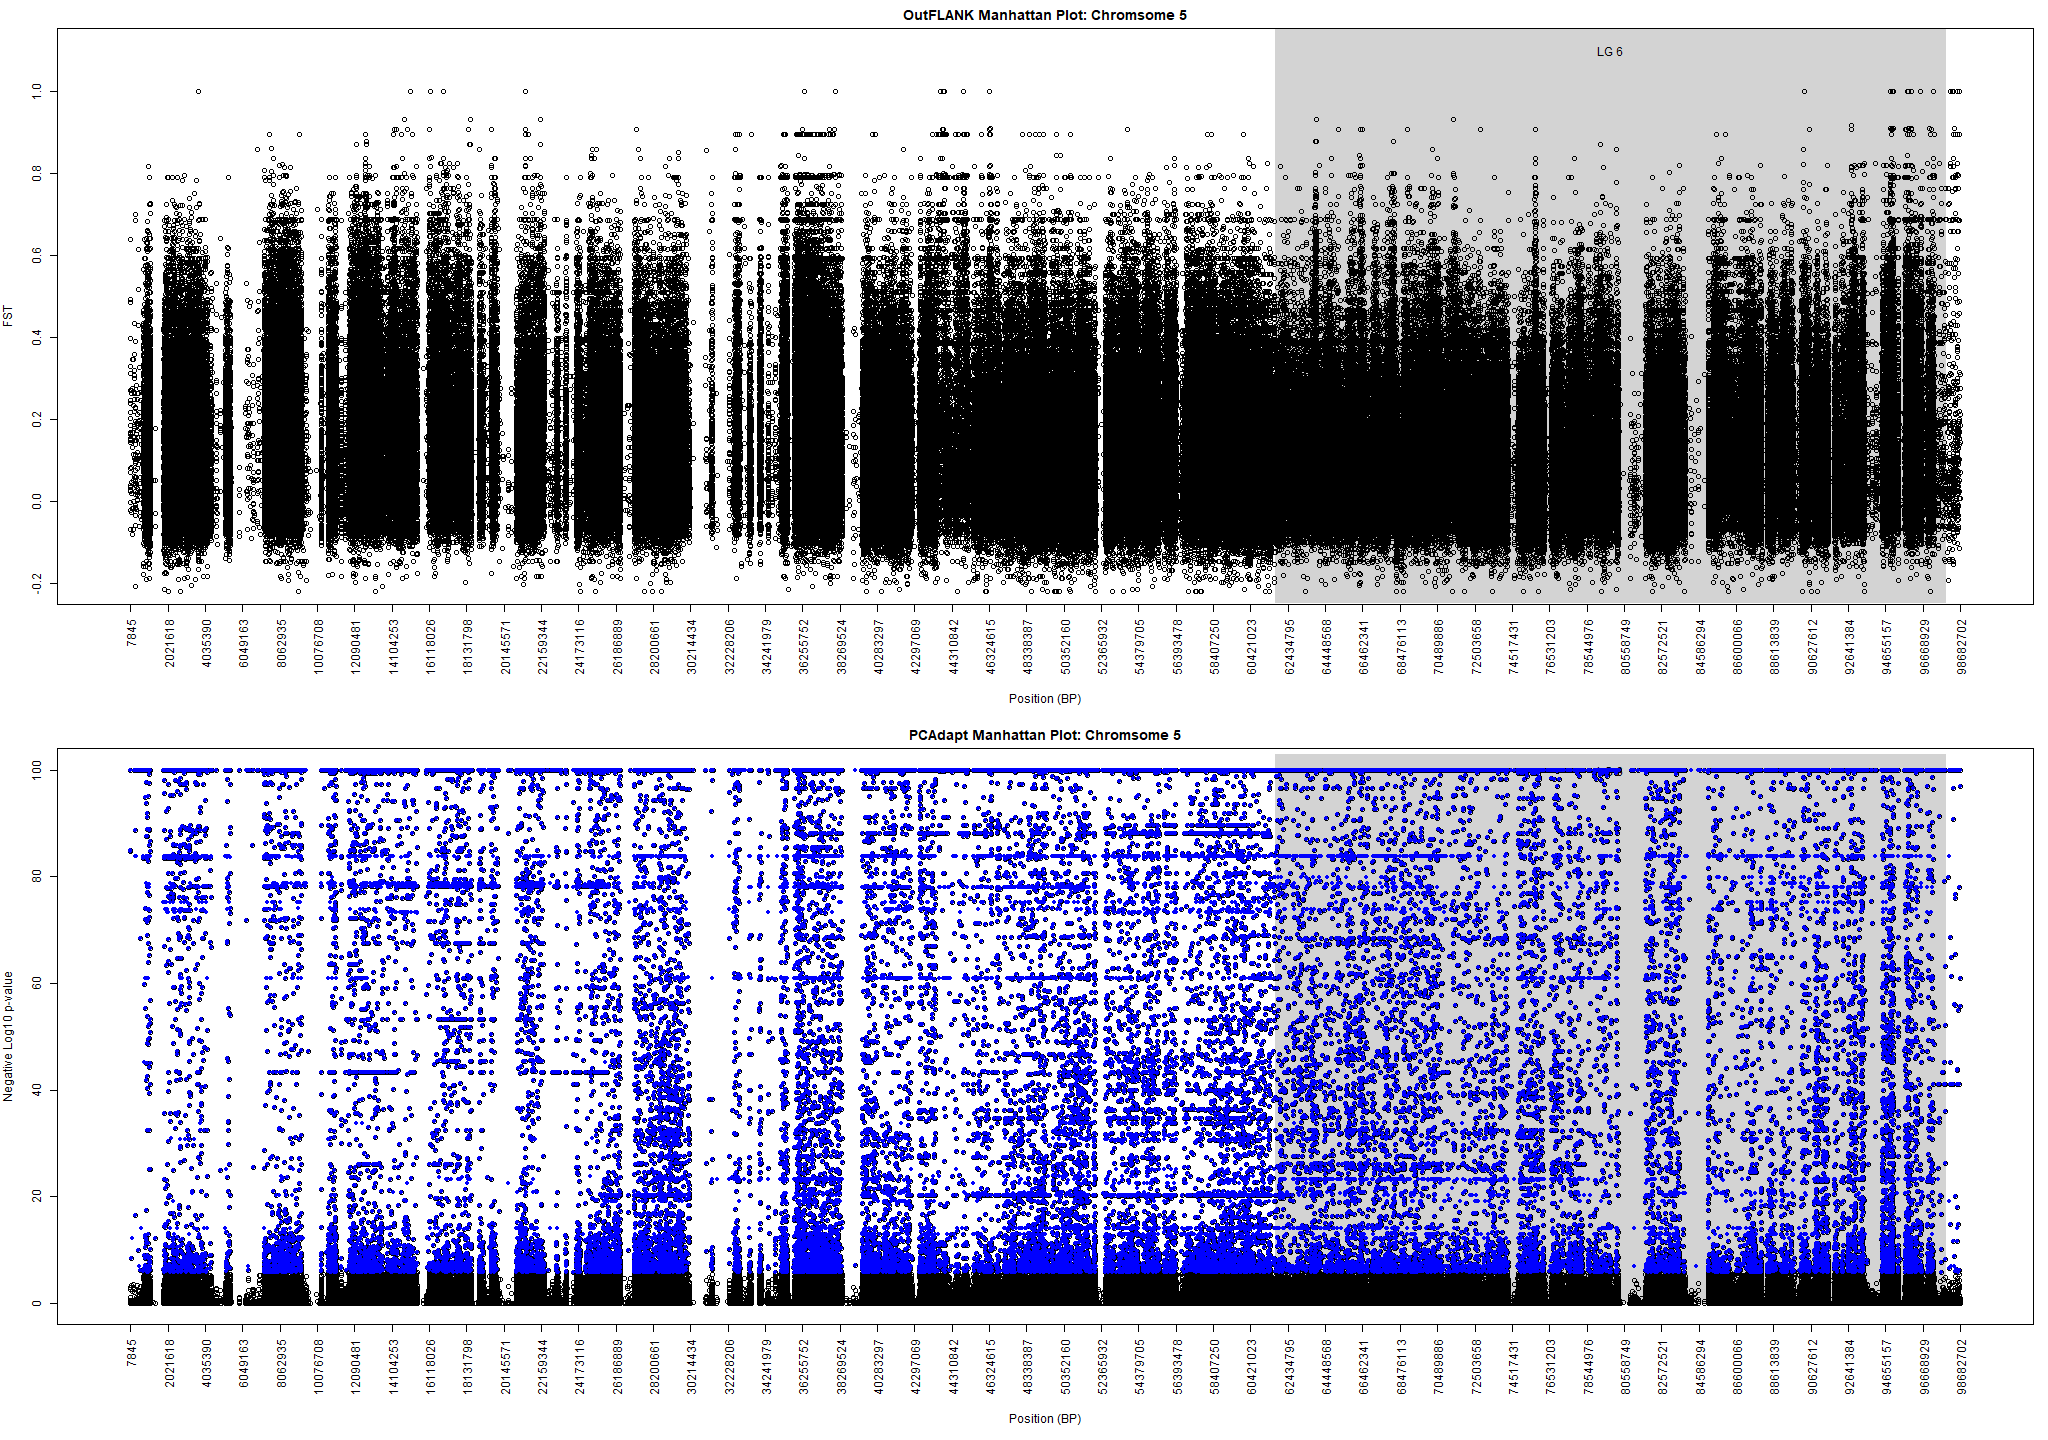 OutFLANK Manhattan Plot: Chromsome 5
LG 6
FST
1.0
0.8
0.6
0.4
0.2
0.0
-0.2
7845 2021618 4035390 6049163 8062935 10076708 12090481 14104253 16118026 18131798 20145571 22159344 24173116 26186889 28200661 30214434 32228206 34241979 36255752 38269524 40283297 42297069 44310842 46324615 48338387 50352160 52365932 54379705 56393478 58407250 60421023 62434795 64448568 66462341 68476113 70489886 72503658 74517431 76531203 78544976 80558749 82572521 84586294 86600066 88613839 90627612 92641384 94655157 96668929 98682702
Position (BP)
PCAdapt Manhattan Plot: Chromsome 5
Negative Log10 p-value
100
80
60
40
20
0
7845 2021618 4035390 6049163 8062935 10076708 12090481 14104253 16118026 18131798 20145571 22159344 24173116 26186889 28200661 30214434 32228206 34241979 36255752 38269524 40283297 42297069 44310842 46324615 48338387 50352160 52365932 54379705 56393478 58407250 60421023 62434795 64448568 66462341 68476113 70489886 72503658 74517431 76531203 78544976 80558749 82572521 84586294 86600066 88613839 90627612 92641384 94655157 96668929 98682702
Position (BP)